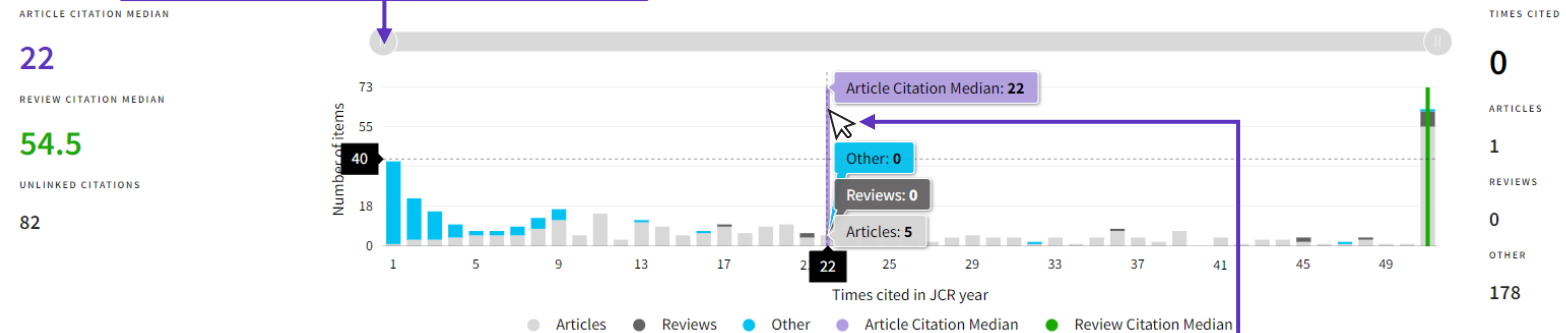 ARTICLE CITATION MEDIAN
22
REVIEW CITATION MEDIAN
54.5
UNLINKED CITATIONS
82
Number of items
73
55
40
18
0
Article Citation Median: 22
Other: 0
Reviews: 0
Articles: 5
1 5 9 13 17 22 25 29 33 37 41 45 49
Times cited in JCR year
Articles Reviews Other Article Citation Median Review Citation Median
TIMES CITED
0
ARTICLES
1
REVIEWS
0
OTHER
178